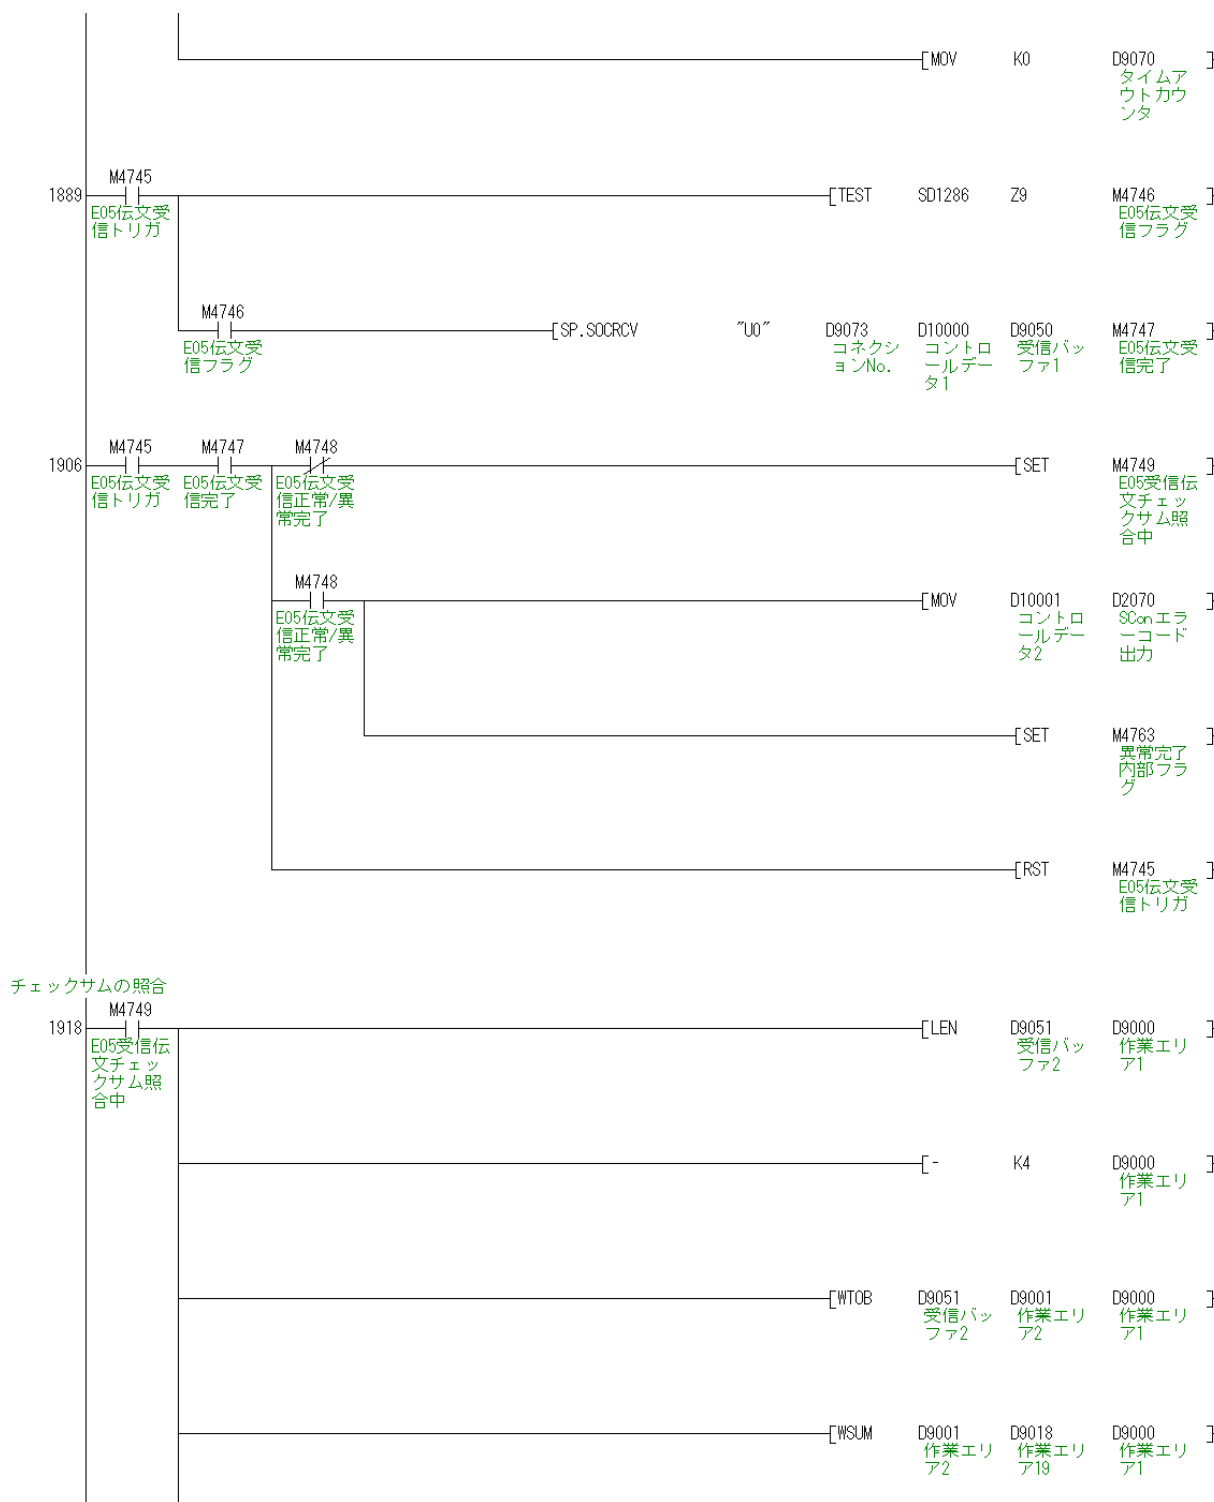 [MOV K0 D9070 ]
タイムア
ウトカウ
ンタ
M4745
1889
[TEST SD1286 Z9 M4746 ]
E05伝文受 E05伝文受
信トリガ 信フラグ
M4746
[SP.SOCRCV "U0" D9073 D10000 D9050 M4747 ]
E05伝文受 コネクシ コントロ 受信バッ E05伝文受
信フラグ ョンNo. ールデー ファ1 信完了
タ1
M4745 M4747 M4748
1906 [SET M4749 ]
E05伝文受 E05伝文受 E05伝文受 E05受信伝
信トリガ 信完了 信正常/異 文チェッ
常完了 クサム照
合中
M4748
[MOV D10001 D2070 ]
E05伝文受 コントロ SConエラ
信正常/異 ールデー ーコード
常完了 タ2 出力
[SET M4763 ]
異常完了
内部フラ
グ
[RST M4745 ]
E05伝文受
信トリガ
チェックサムの照合
M4749
1918 [LEN D9051 D9000 ]
E05受信伝 受信バッ 作業エリ
文チェッ ファ2 ア1
クサム照
合中
[- K4 D9000 ]
作業エリ
ア1
[WTOB D9051 D9001 D9000 ]
受信バッ 作業エリ 作業エリ
ファ2 ア2 ア1
[WSUM D9001 D9018 D9000 ]
作業エリ 作業エリ 作業エリ
ア2 ア19 ア1